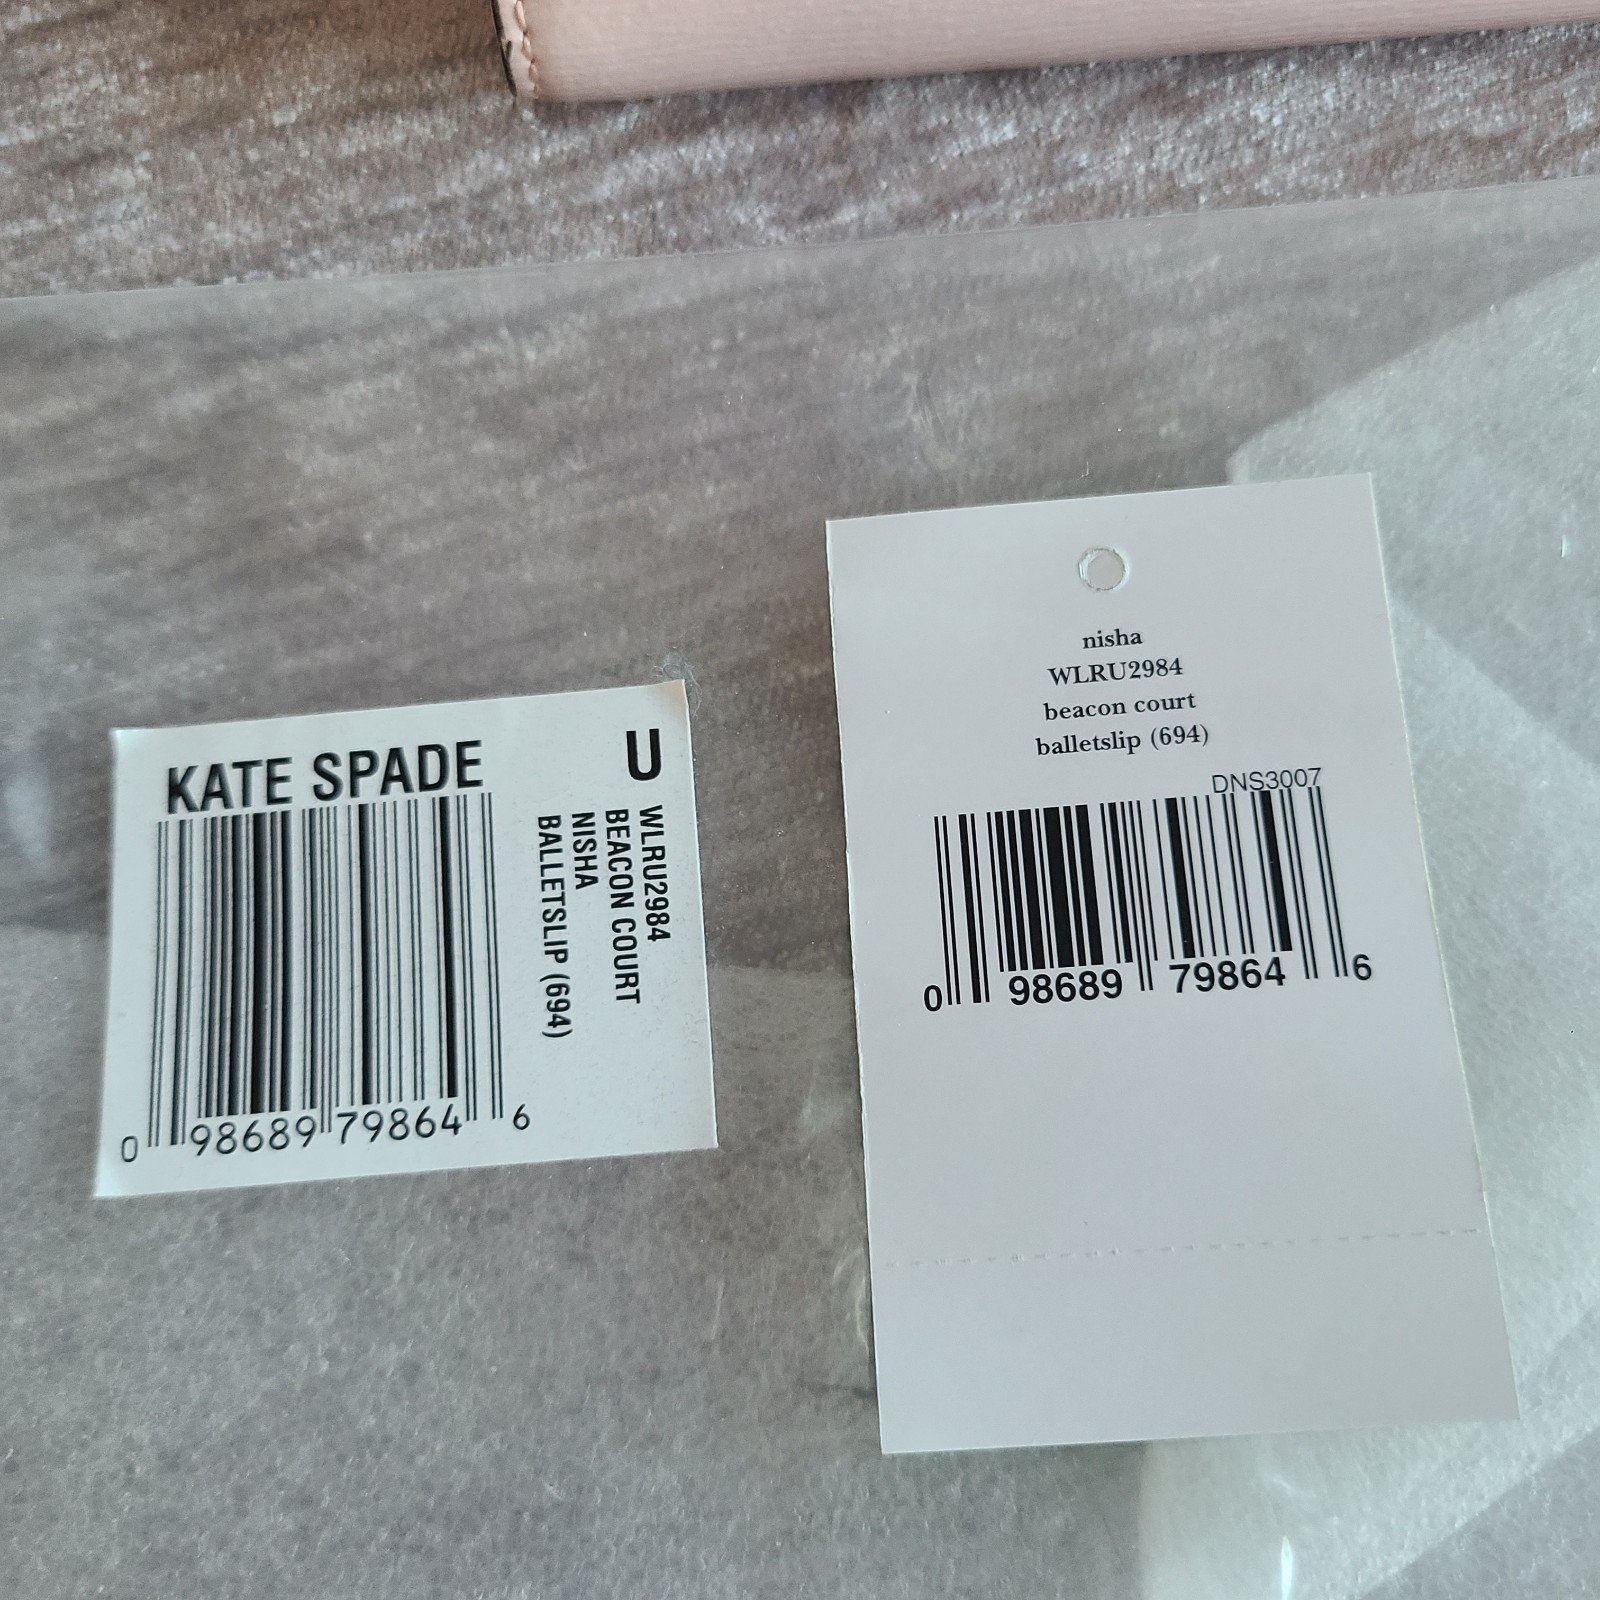 KATE SPADE
U
WLRU2984
BEACON COURT
NISHA
BALLETSLIP (694)
0 98689 79864 6
nisha
WLRU2984
beacon court
balletslip (694)
DNS3007
0 98689 79864 6